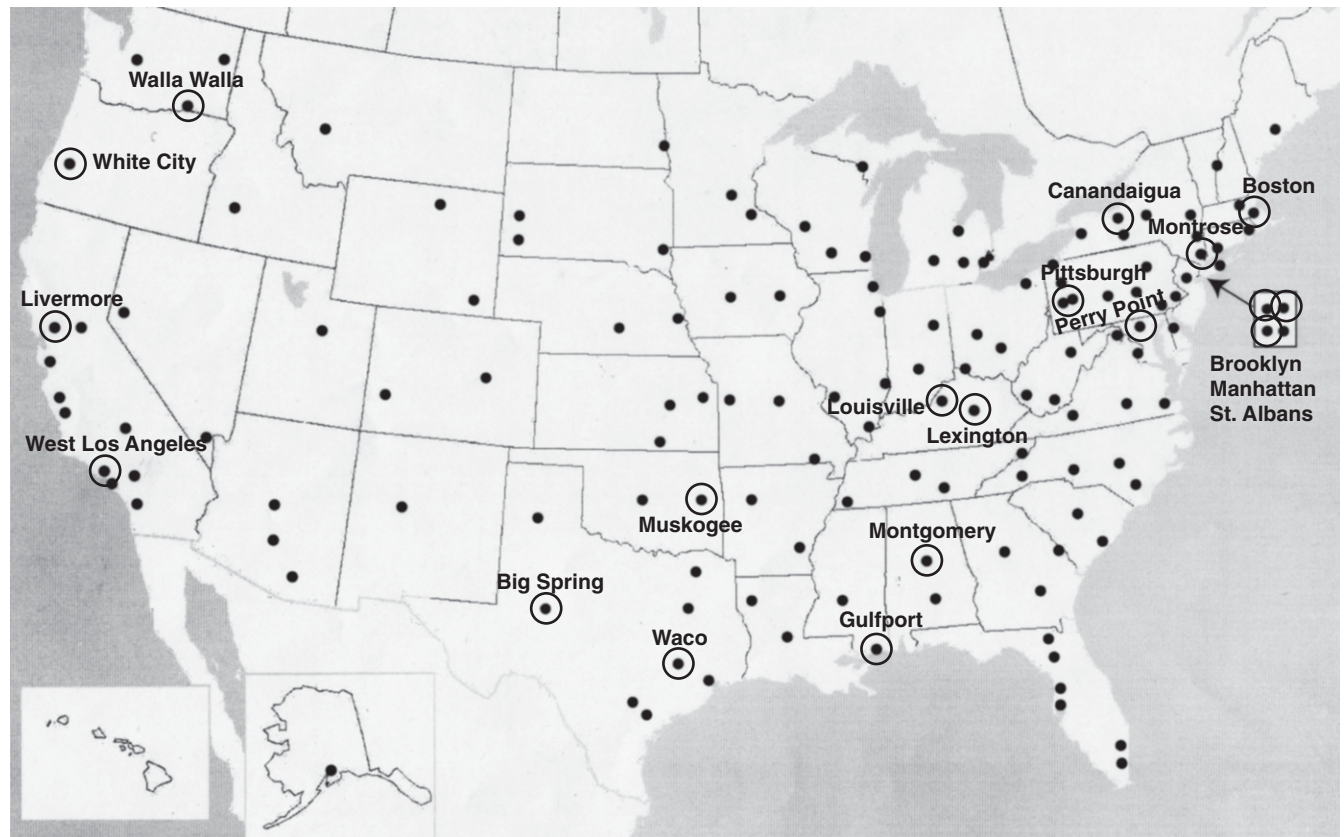 Walla Walla
White City
Canandaigua
Boston
Montrose
Livermore
Pittsburgh
Perry Point
Brooklyn
Manhattan
St. Albans
Louisville
Lexington
West Los Angeles
Muskogee
Montgomery
Big Spring
Gulfport
Waco